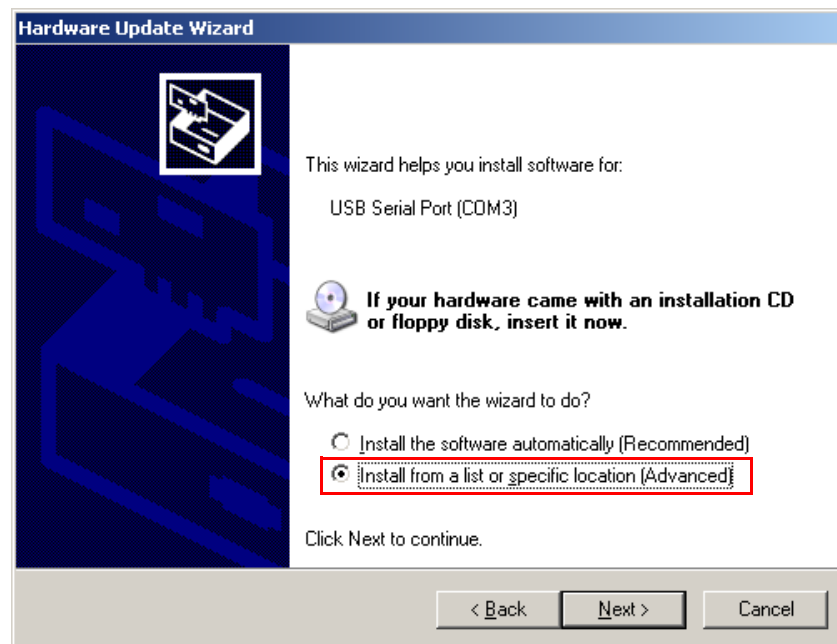 Hardware Update Wizard
This wizard helps you install software for:
USB Serial Port (COM3)
If your hardware came with an installation CD
or floppy disk, insert it now.
What do you want the wizard to do?
Install the software automatically (Recommended)
Install from a list or specific location (Advanced)
Click Next to continue.
< Back Next > Cancel